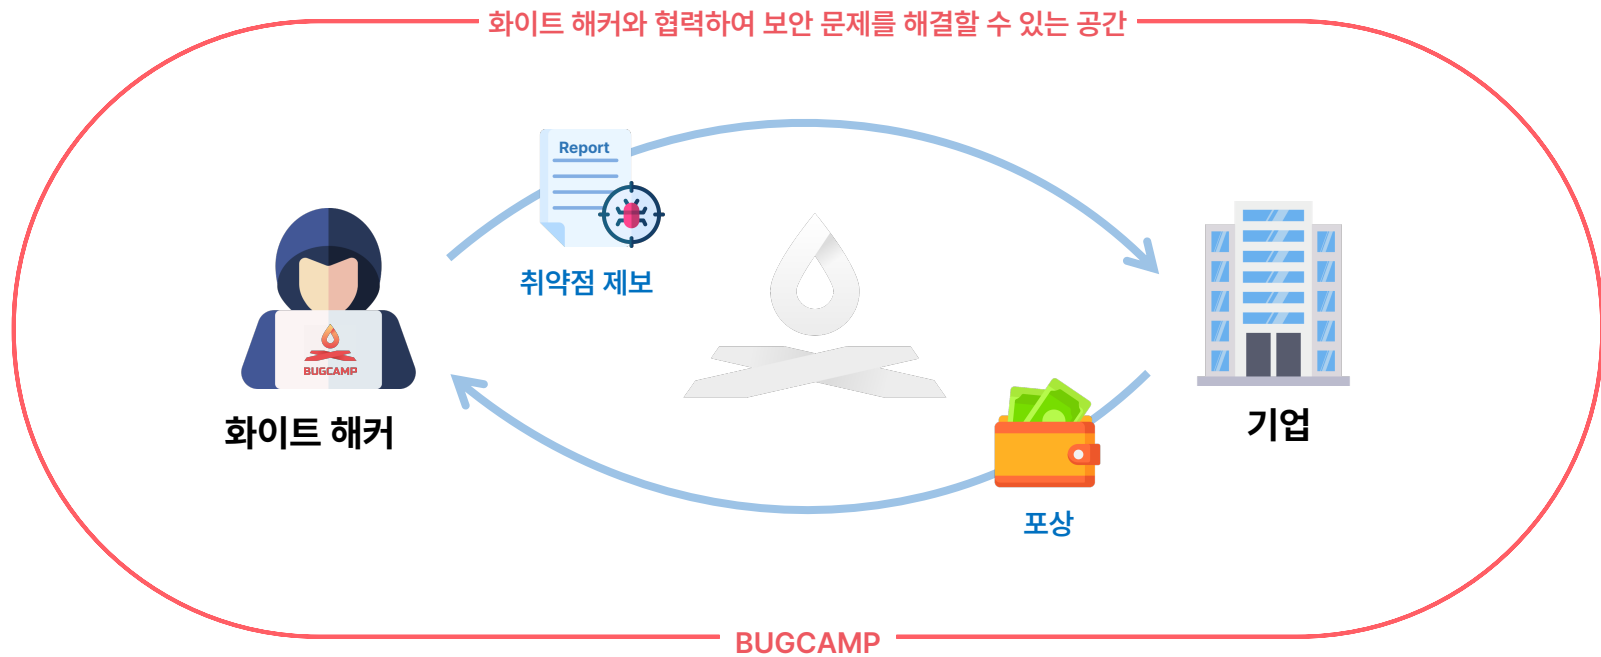 화이트 해커와 협력하여 보안 문제를 해결할 수 있는 공간
Report
취약점 제보
BUGCAMP
화이트 해커
기업
포상
BUGCAMP